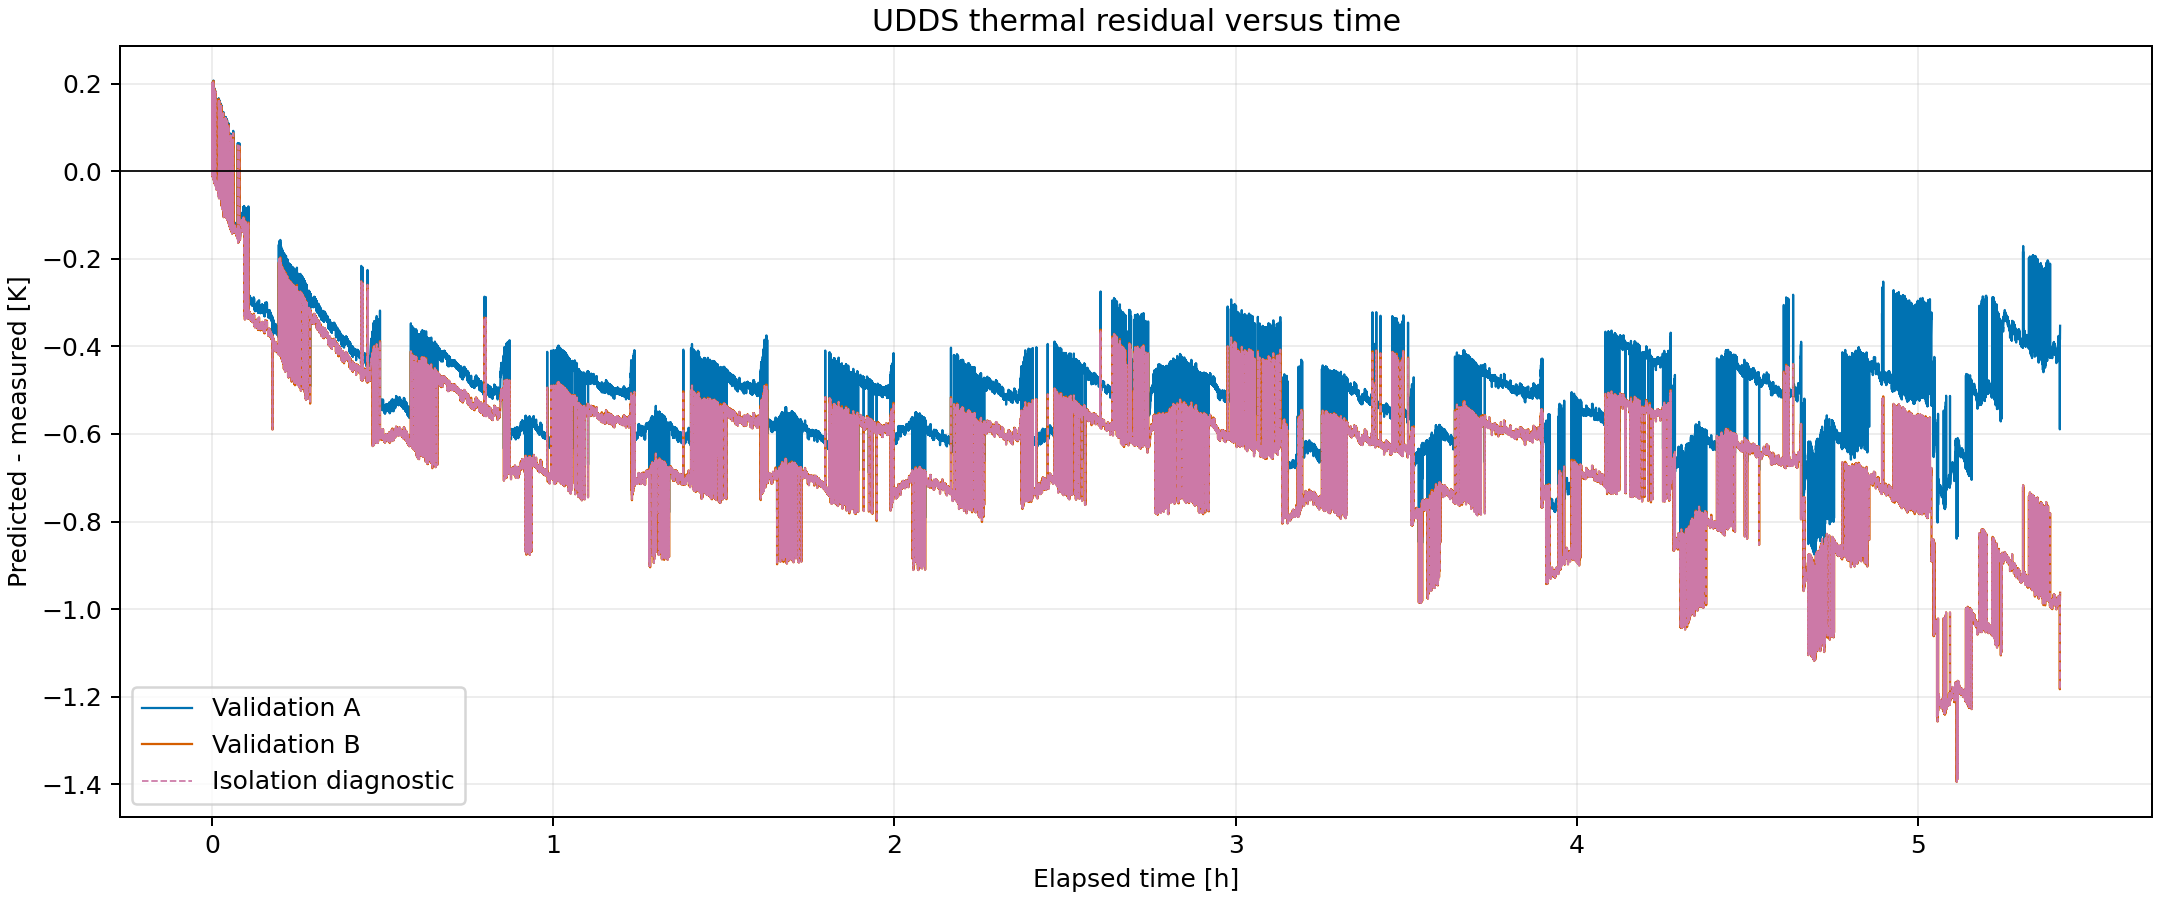 UDDS thermal residual versus time
Predicted - measured [K]
0.2
0.0
−0.2
−0.4
−0.6
−0.8
−1.0
−1.2
−1.4
Validation A
Validation B
Isolation diagnostic
0 1 2 3 4 5
Elapsed time [h]